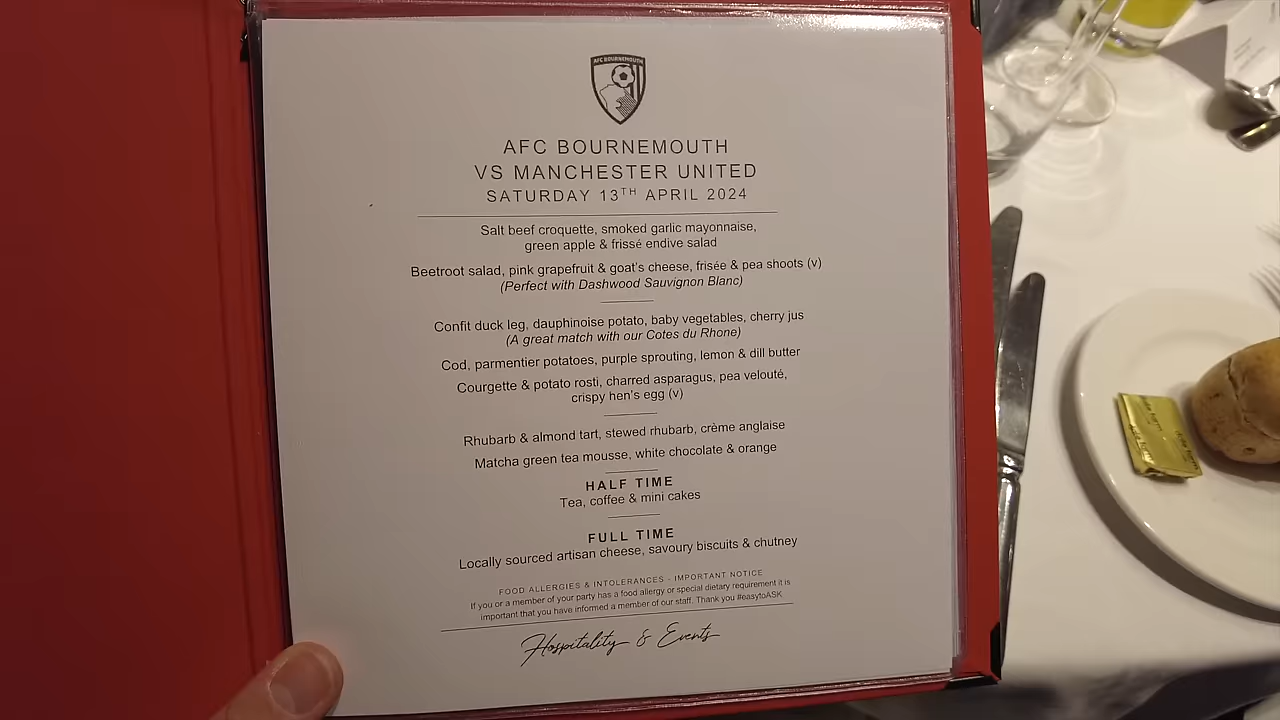 AFC BOURNEMOUTH
AFC BOURNEMOUTH
VS MANCHESTER UNITED
SATURDAY 13TH APRIL 2024
Salt beef croquette, smoked garlic mayonnaise,
green apple & frissé endive salad
Beetroot salad, pink grapefruit & goat's cheese, frisée & pea shoots (v)
(Perfect with Dashwood Sauvignon Blanc)
Confit duck leg, dauphinoise potato, baby vegetables, cherry jus
(A great match with our Cotes du Rhone)
Cod, parmentier potatoes, purple sprouting, lemon & dill butter
Courgette & potato rosti, charred asparagus, pea velouté,
crispy hen's egg (v)
Rhubarb & almond tart, stewed rhubarb, crème anglaise
Matcha green tea mousse, white chocolate & orange
HALF TIME
Tea, coffee & mini cakes
FULL TIME
Locally sourced artisan cheese, savoury biscuits & chutney
FOOD ALLERGIES & INTOLERANCES - IMPORTANT NOTICE
If you or a member of your party has a food allergy or special dietary requirement it is
important that you have informed a member of our staff. Thank you #easytoASK
Hospitality & Events